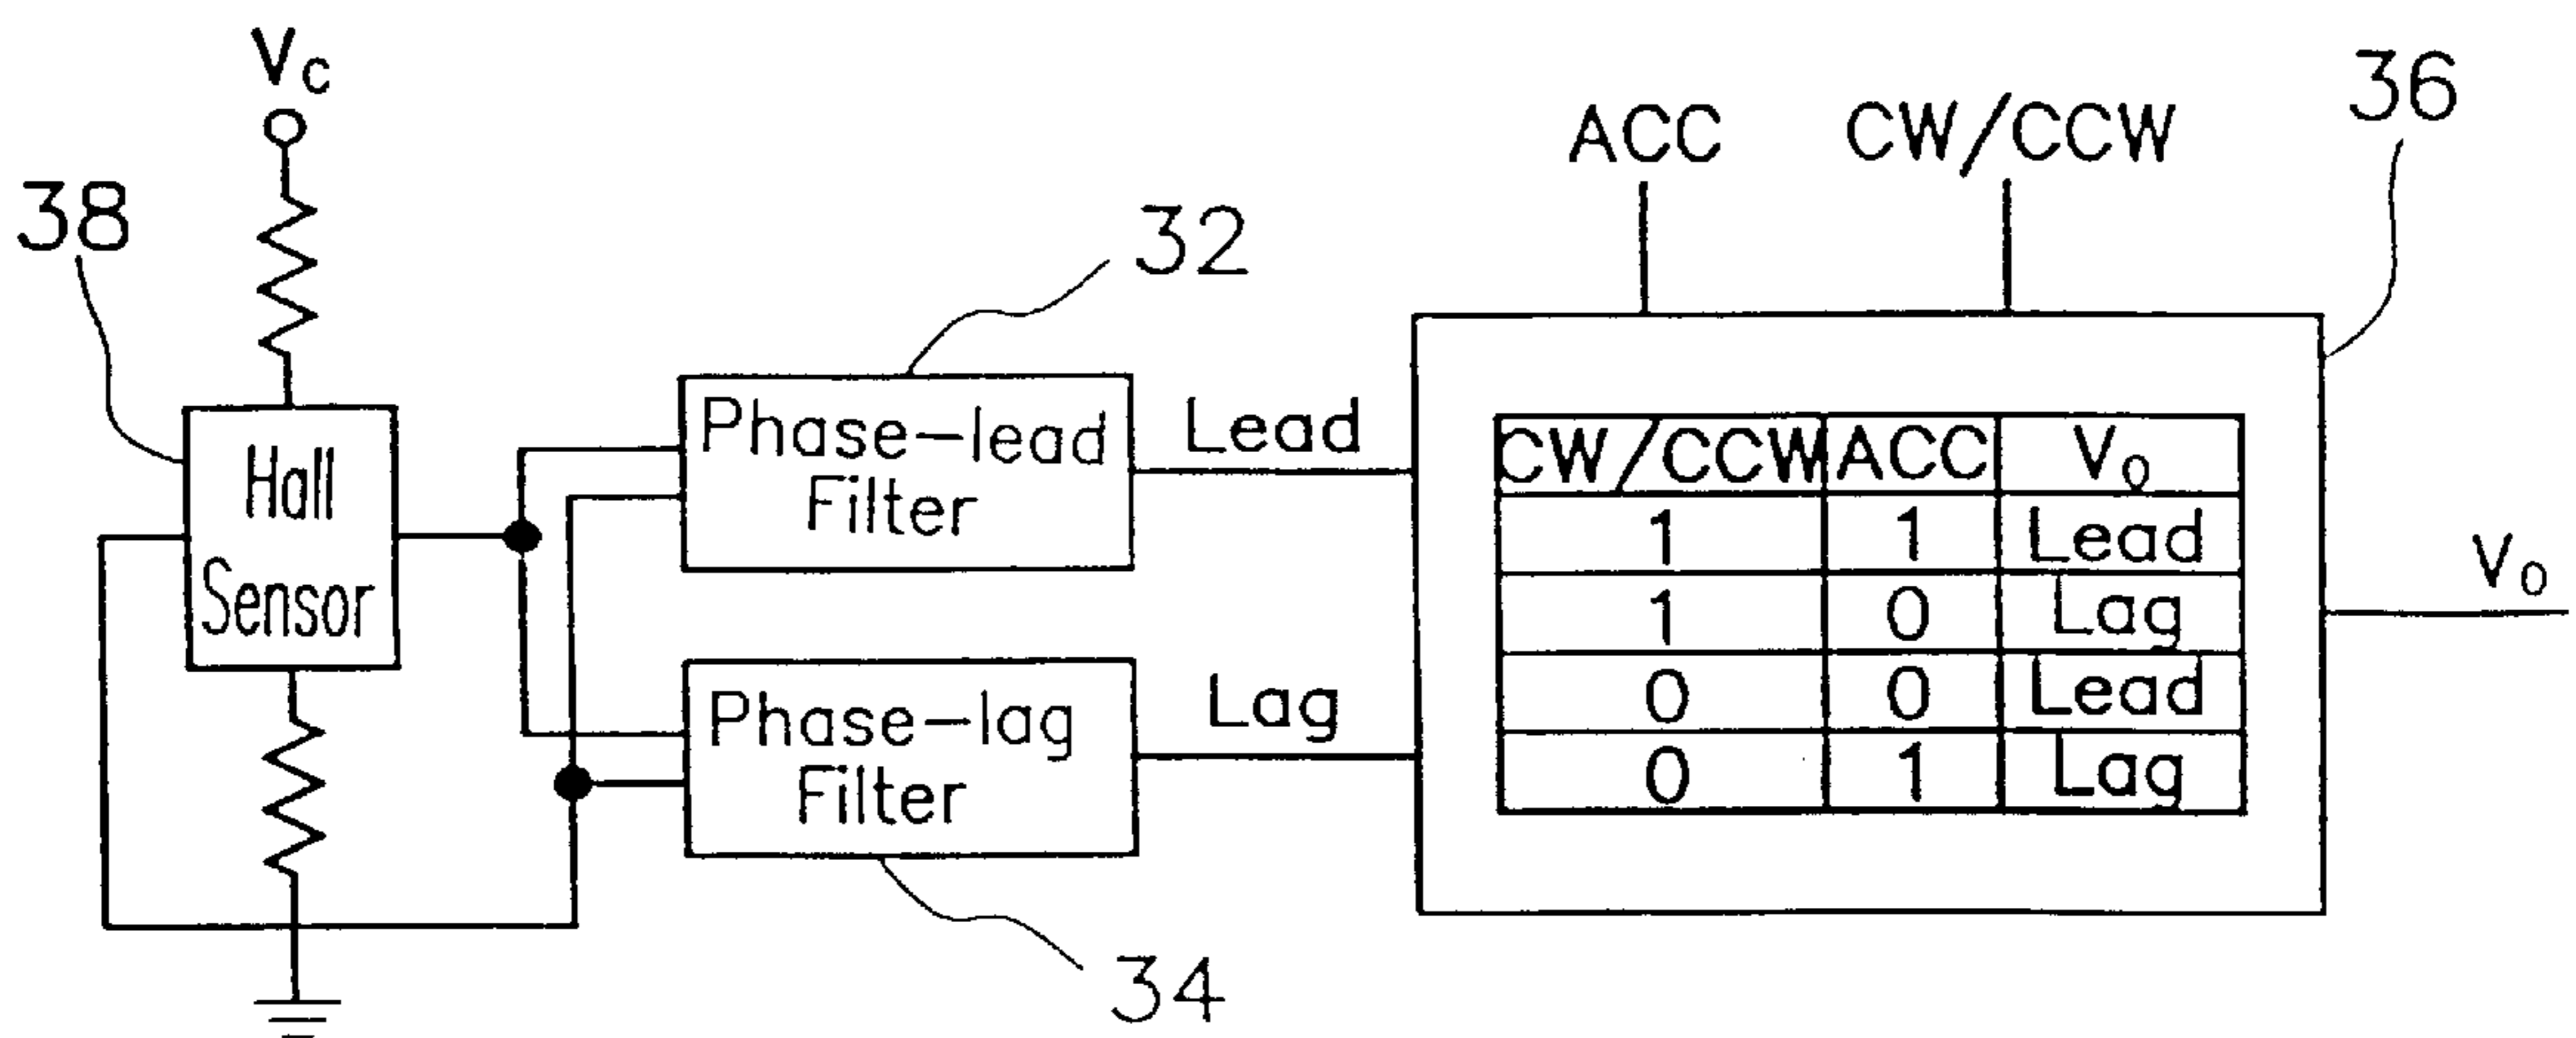 Vc
38
Hall
Sensor
32
Phase-lead
Filter
Lead
Phase-lag
Filter
Lag
34
ACC
CW/CCW
36
CW/CCW ACC Vo
1 1 Lead
1 0 Lag
0 0 Lead
0 1 Lag
Vo